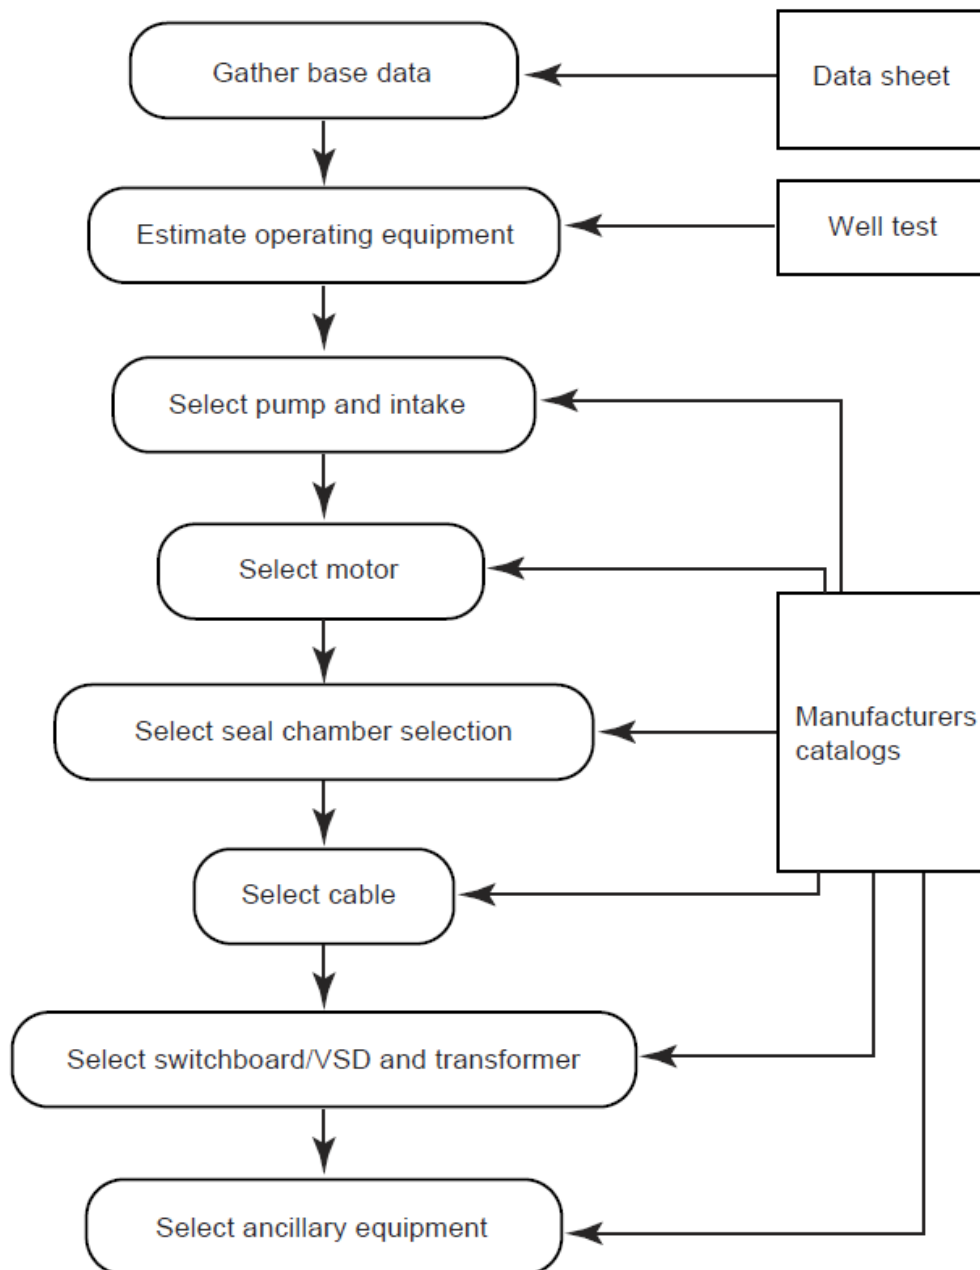 Gather base data
Data sheet
Estimate operating equipment
Well test
Select pump and intake
Select motor
Select seal chamber selection
Manufacturers
catalogs
Select cable
Select switchboard/VSD and transformer
Select ancillary equipment